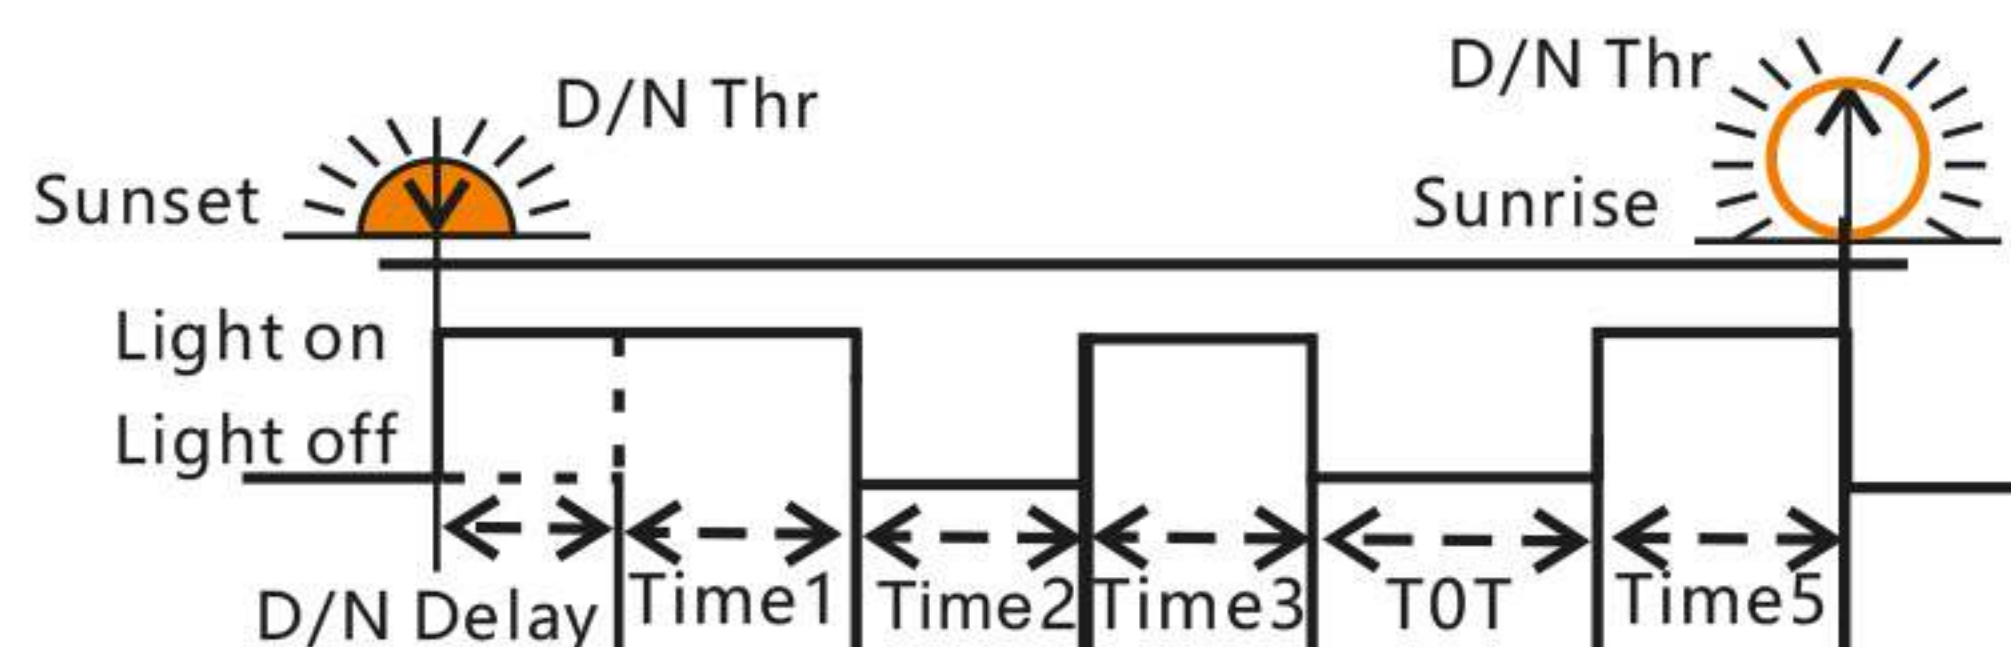 D/N Thr
D/N Thr
Sunset
Sunrise
Light on
Light off
D/N Delay
Time1
Time2
Time3
T0T
Time5